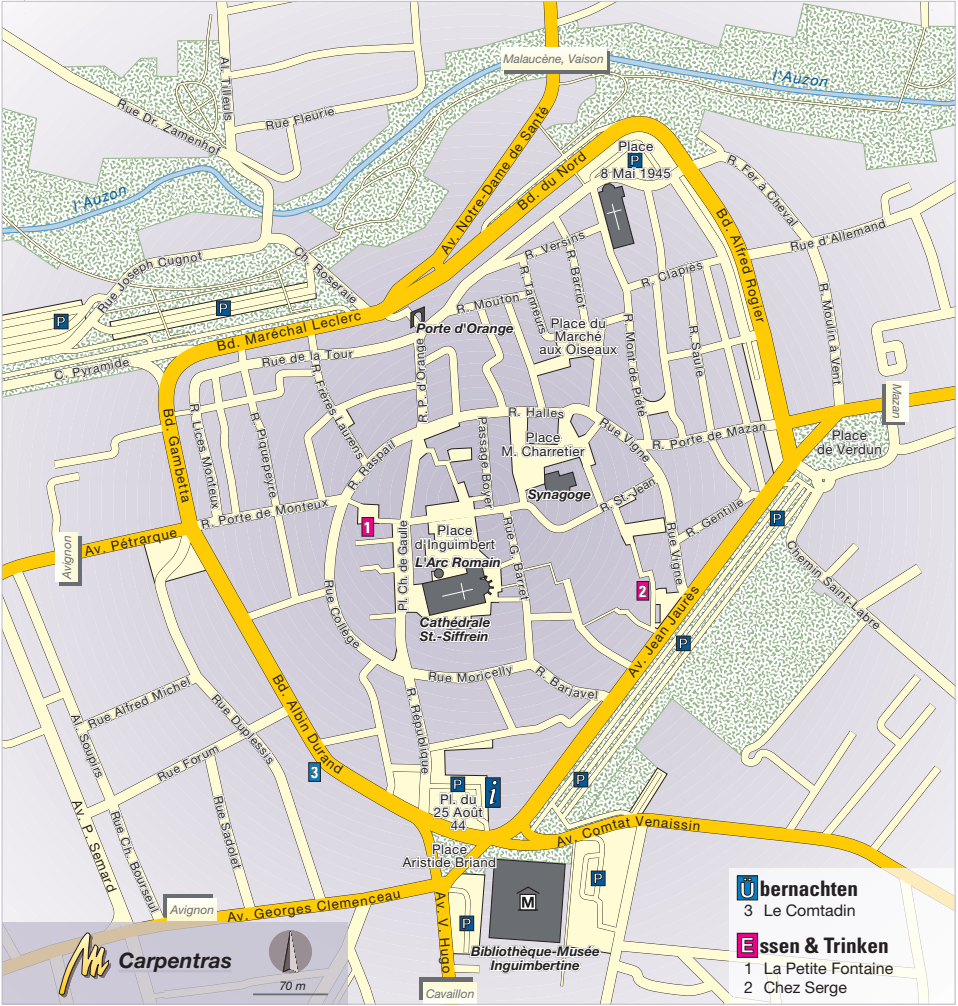 Malaucène, Vaison
l'Auzon
Al. Tilleuls
Rue Dr. Zamenhof
Rue Fleurie
Av. Notre-Dame de Santé
Bd. du Nord
Place
P
8 Mai 1945
R. Fer à Cheval
l'Auzon
Bd. Alfred Rogier
Rue d'Allemand
R. Versins
R. Barriot
R. Tanneurs
R. Clapiès
Rue Joseph Cugnot
Ch. Roseraie
R. Moulin à Vent
P
P
R. Mouton
Porte d'Orange
Bd. Maréchal Leclerc
Place du
Marché
aux Oiseaux
R. Mont de Piété
R. Saule
C. Pyramide
Rue de la Tour
R. Frères Laurens
R. P. d'Orange
Mazan
Bd. Gambetta
R. Lices Monteux
R. Piquepeyre
R. Raspail
R. Halles
Passage Boyer
Place
M. Charretier
Rue Vigne
R. Porte de Mazan
Place
de Verdun
Synagoge
R. St. Jean
R. Porte de Monteux
1
Pl. Ch. de Gaulle
Place
d'Inguimbert
L'Arc Romain
Rue G. Barret
Rue Vigne
R. Gentille
P
Avignon
Av. Pétrarque
Chemin Saint-Labre
2
Cathédrale
St.-Siffrein
Rue Collège
Av. Jean Jaurès
P
Rue Moricelly
R. Barjavel
Rue Alfred Michel
Rue Duplessis
Bd. Albin Durand
R. République
Al. Soupirs
Rue Forum
3
P
i
P
Pl. du
25 Août
44
Av. P. Semard
Rue Ch. Bourseul
Rue Sadolet
Av. Comtat Venaissin
Place
Aristide Briand
P
M
Avignon
Av. Georges Clemenceau
Av. V. Hugo
P
Bibliothèque-Musée
Inguimbertine
Cavaillon
Carpentras
70 m
Übernachten
3 Le Comtadin
Essen & Trinken
1 La Petite Fontaine
2 Chez Serge